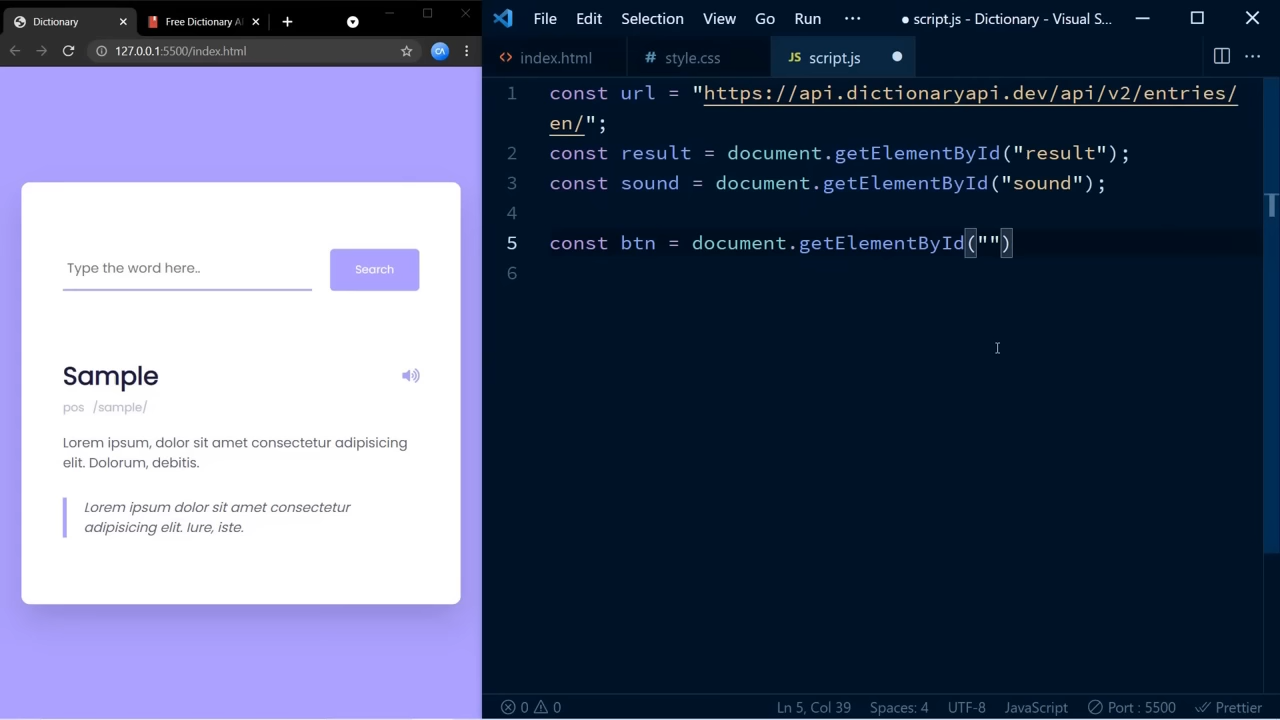 Dictionary
Free Dictionary A
127.0.0.1:5500/index.html
CA
Type the word here..
Search
Sample
pos /sample/
Lorem ipsum, dolor sit amet consectetur adipisicing
elit. Dolorum, debitis.
Lorem ipsum dolor sit amet consectetur
adipisicing elit. Iure, iste.
File Edit Selection View Go Run ··· ● script.js - Dictionary - Visual S...
<> index.html # style.css JS script.js
1 const url = "https://api.dictionaryapi.dev/api/v2/entries/
en/";
2 const result = document.getElementById("result");
3 const sound = document.getElementById("sound");
4
5 const btn = document.getElementById("")
6
0 0 Ln 5, Col 39 Spaces: 4 UTF-8 JavaScript Port : 5500 Prettier